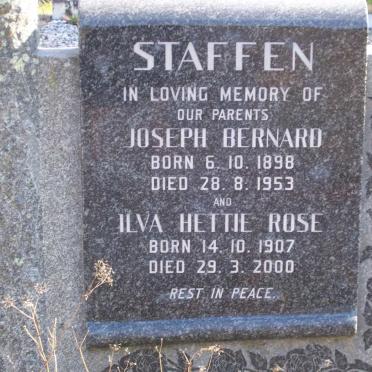 STAFFEN
IN LOVING MEMORY OF
OUR PARENTS
JOSEPH BERNARD
BORN 6. 10. 1898
DIED 28. 8. 1953
AND
ILVA HETTIE ROSE
BORN 14. 10. 1907
DIED 29. 3. 2000
REST IN PEACE.